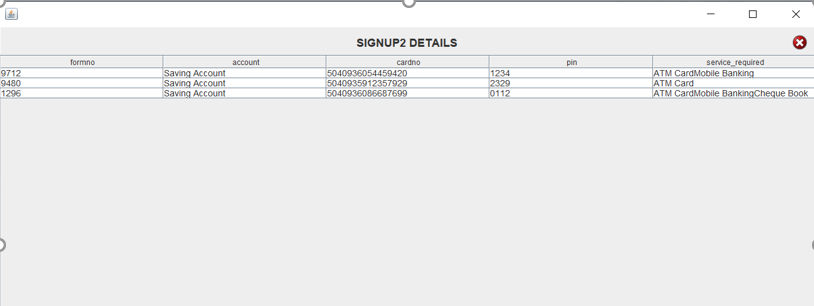 SIGNUP2 DETAILS
formno account cardno pin service_required
9712 Saving Account 5040936054459420 1234 ATM CardMobile Banking
9480 Saving Account 5040935912357929 2329 ATM Card
1296 Saving Account 5040936086687699 0112 ATM CardMobile BankingCheque Book